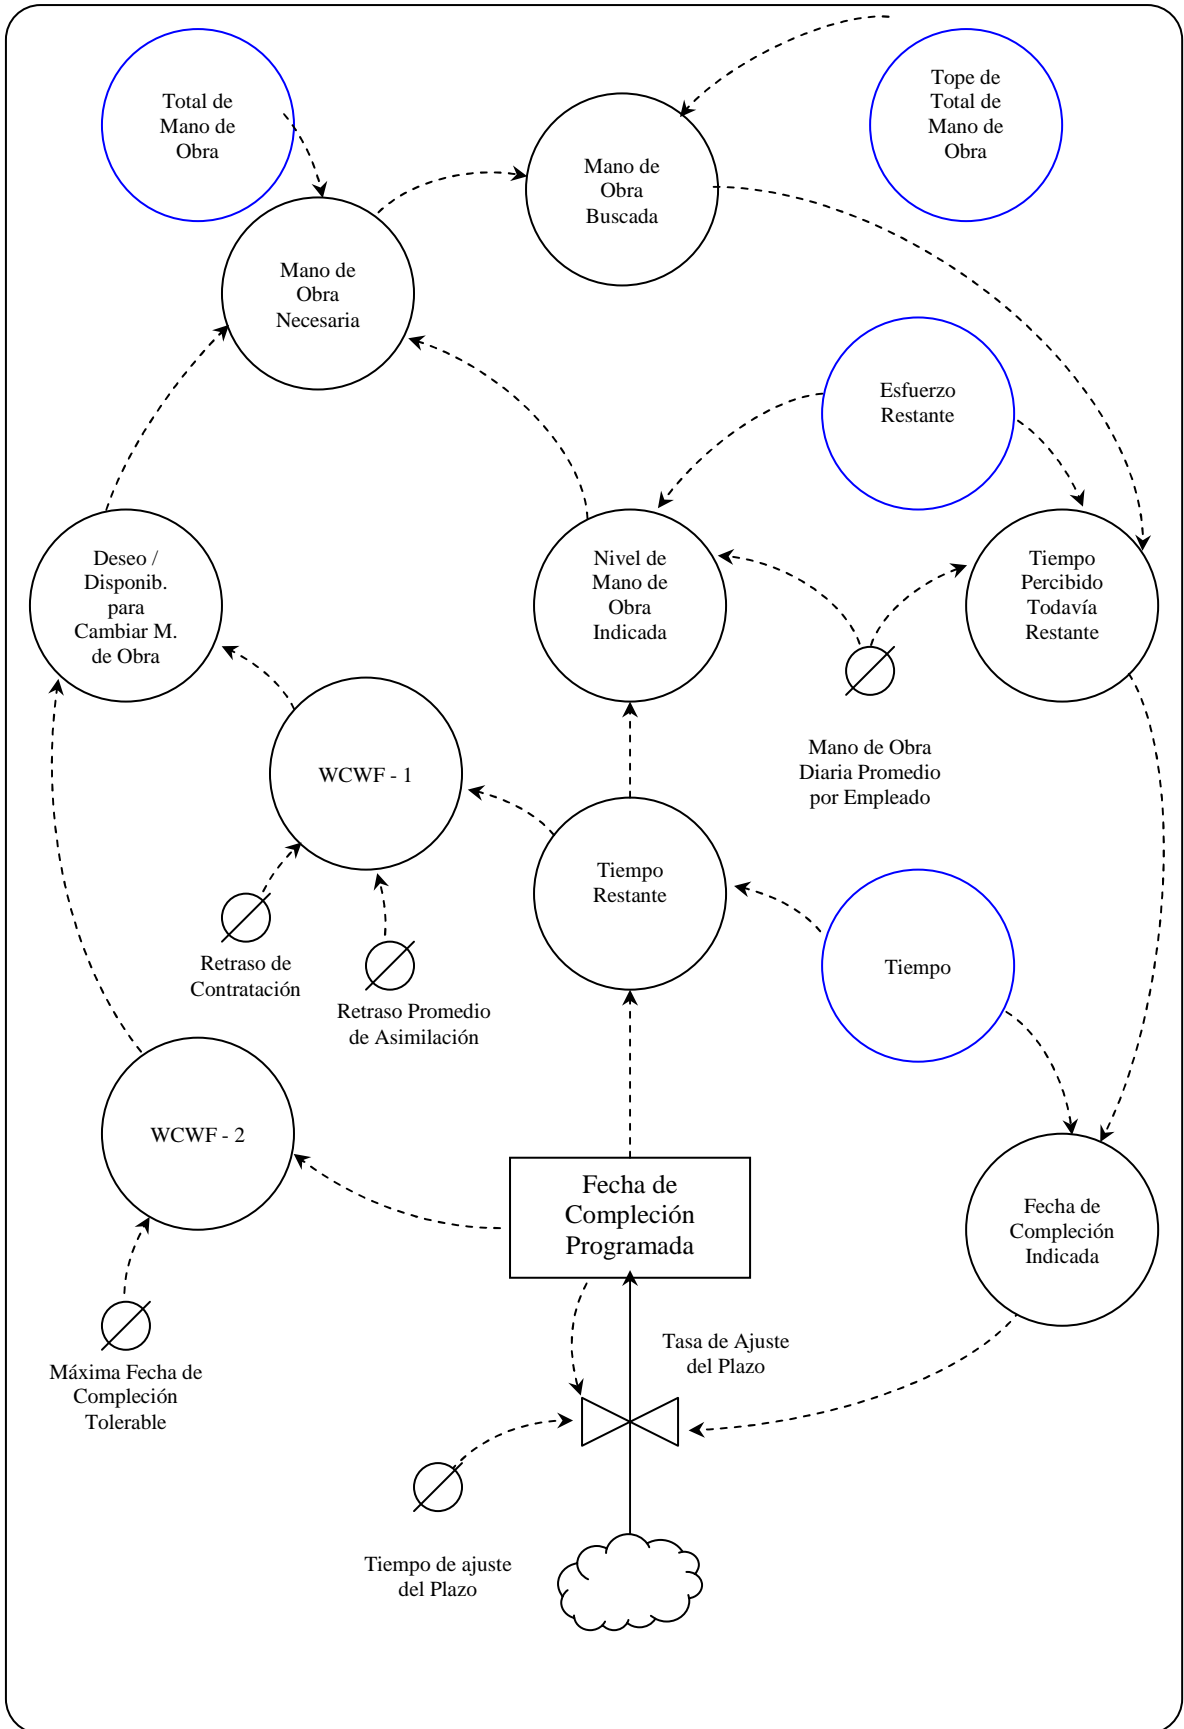 Total de
Mano de
Obra
Tope de
Total de
Mano de
Obra
Mano de
Obra
Buscada
Mano de
Obra
Necesaria
Esfuerzo
Restante
Deseo /
Disponib.
para
Cambiar M.
de Obra
Nivel de
Mano de
Obra
Indicada
Tiempo
Percibido
Todavía
Restante
WCWF - 1
Mano de Obra
Diaria Promedio
por Empleado
Tiempo
Restante
Tiempo
Retraso de
Contratación
Retraso Promedio
de Asimilación
WCWF - 2
Fecha de
Compleción
Programada
Fecha de
Compleción
Indicada
Tasa de Ajuste
del Plazo
Máxima Fecha de
Compleción
Tolerable
Tiempo de ajuste
del Plazo